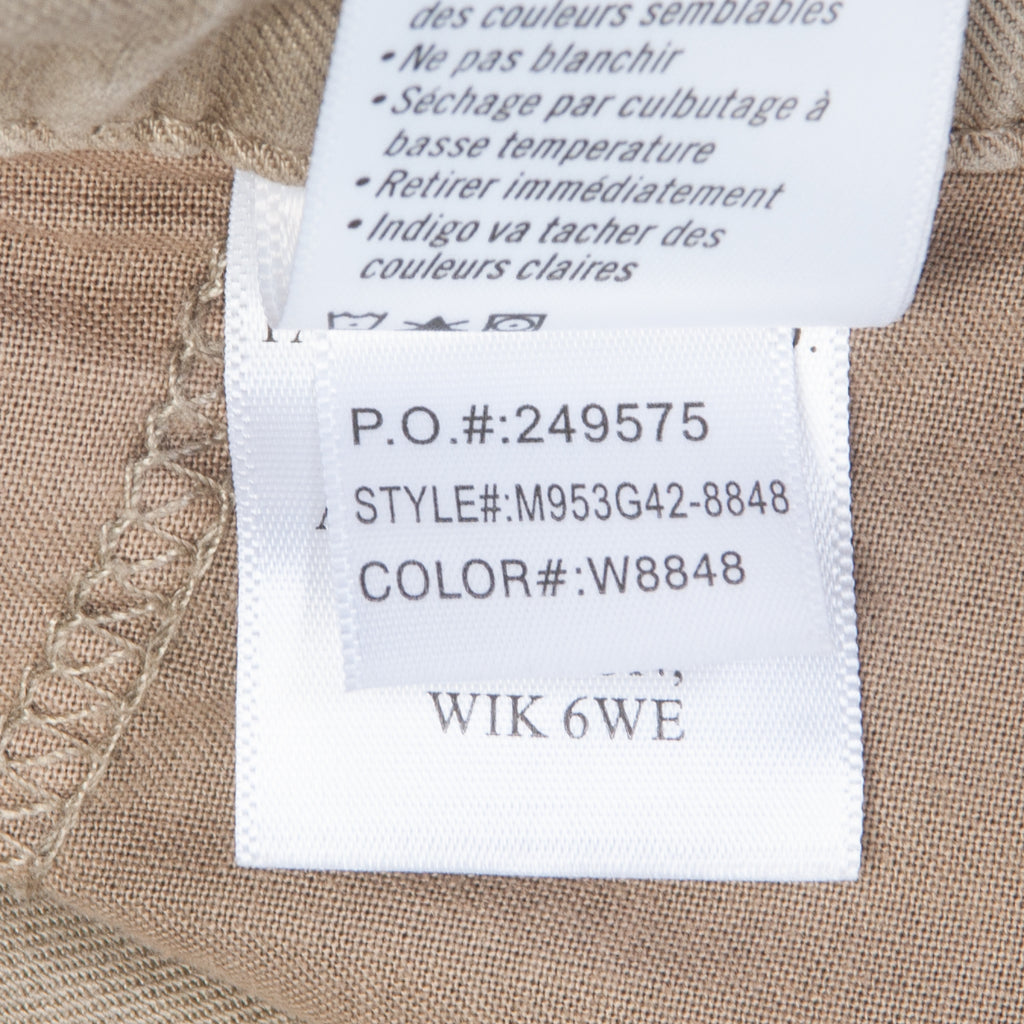 des couleurs semblables
• Ne pas blanchir
• Séchage par culbutage à
basse temperature
• Retirer immédiatement
• Indigo va tacher des
couleurs claires
P.O.#:249575
STYLE#:M953G42-8848
COLOR#:W8848
WIK 6WE